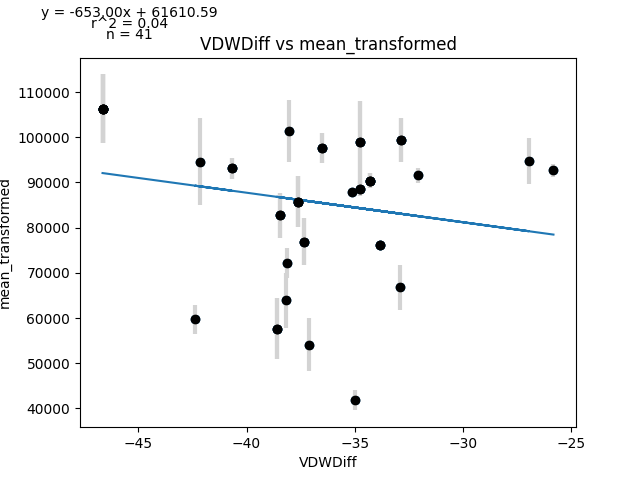 y = -653.00x + 61610.59
r^2 = 0.04
n = 41
VDWDiff vs mean_transformed
110000
100000
90000
80000
70000
60000
50000
40000
mean_transformed
−45
−40
−35
−30
−25
VDWDiff